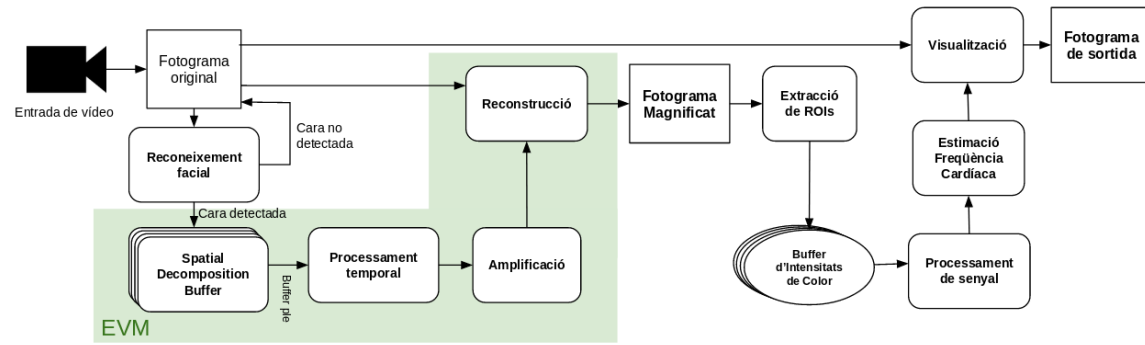 Entrada de vídeo
Fotograma
original
Cara no
detectada
Reconeixement
facial
Cara detectada
Spatial
Decomposition
Buffer
Buffer ple
Processament
temporal
Amplificació
EVM
Reconstrucció
Fotograma
Magnificat
Extracció
de ROIs
Buffer
d'Intensitats
de Color
Processament
de senyal
Estimació
Freqüència
Cardíaca
Visualització
Fotograma
de sortida